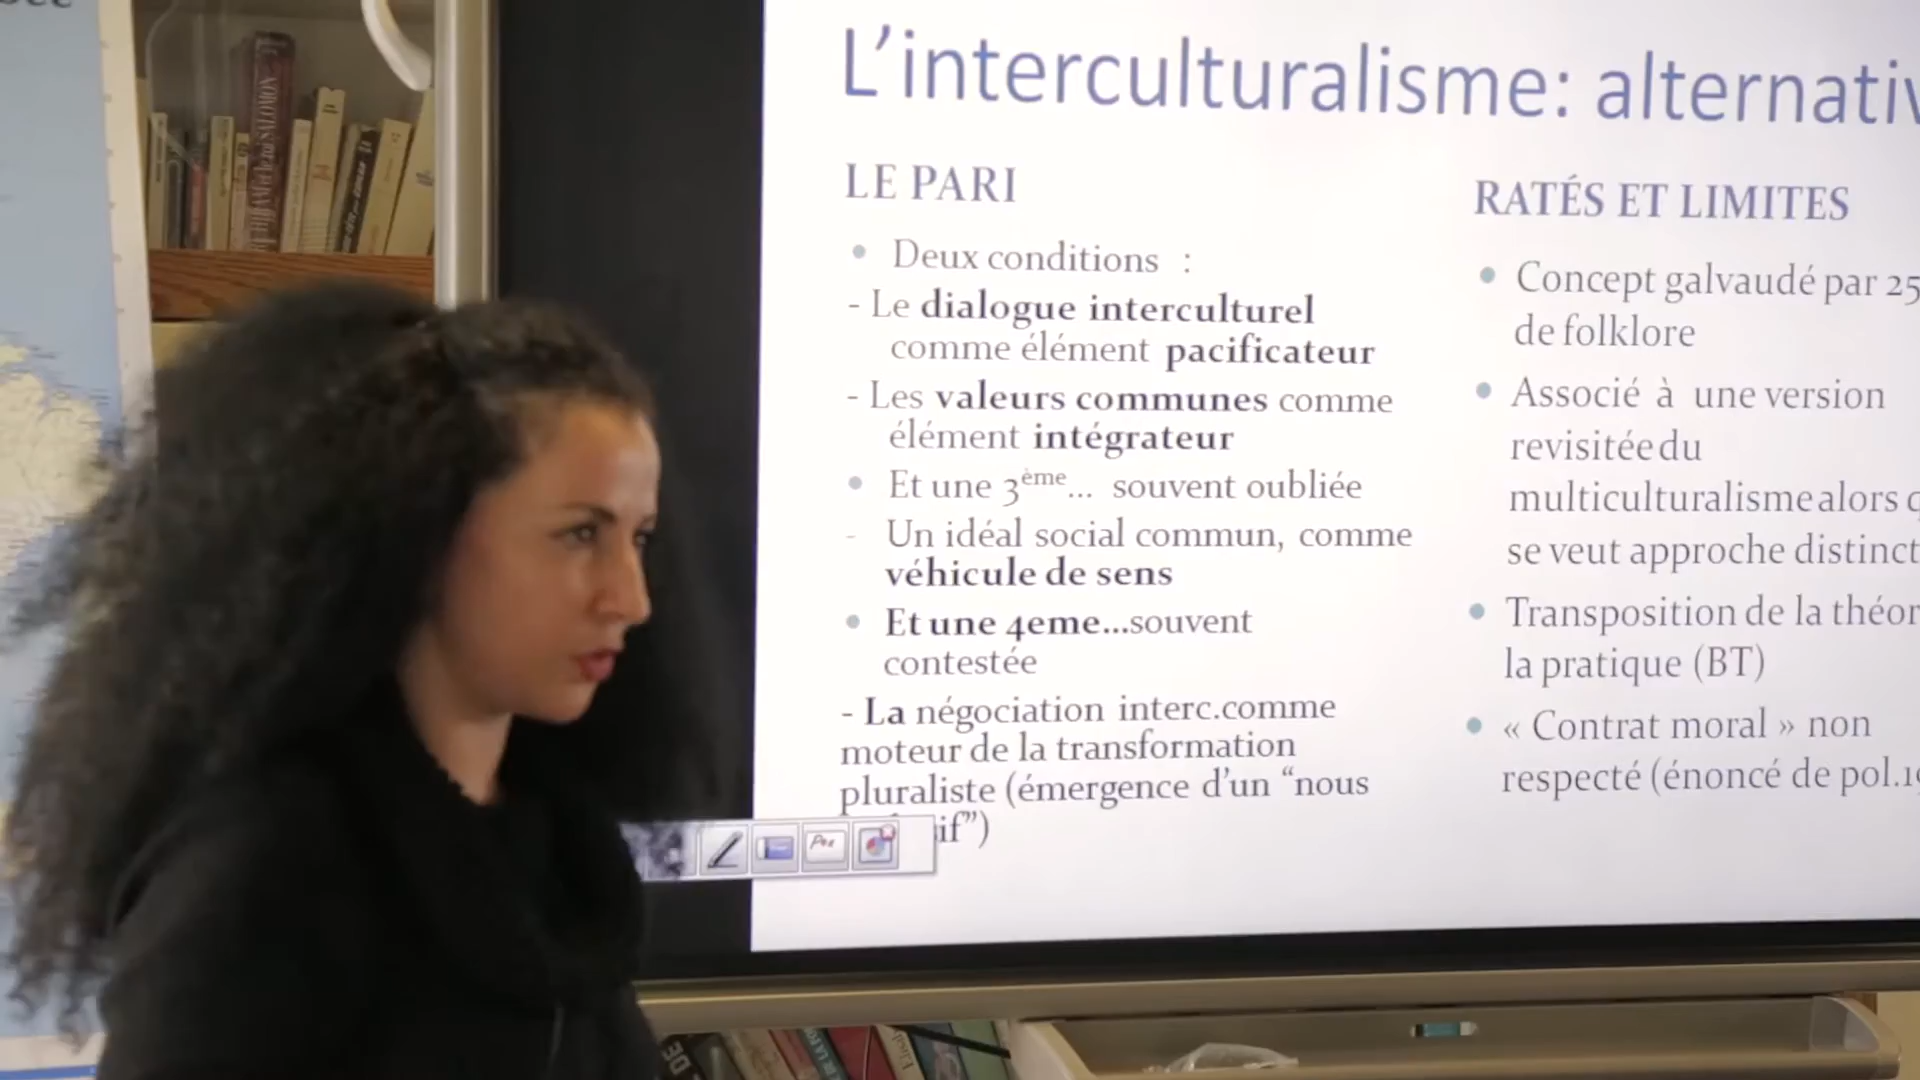 L'interculturalisme: alternativ
LE PARI
Deux conditions :
- Le dialogue interculturel
comme élément pacificateur
- Les valeurs communes comme
élément intégrateur
Et une 3ème... souvent oubliée
- Un idéal social commun, comme
véhicule de sens
Et une 4eme...souvent
contestée
- La négociation interc.comme
moteur de la transformation
pluraliste (émergence d'un “nous
if”)
RATÉS ET LIMITES
Concept galvaudé par 25
de folklore
Associé à une version
revisitée du
multiculturalisme alors
se veut approche distinct
Transposition de la théor
la pratique (BT)
« Contrat moral » non
respecté (énoncé de pol.19